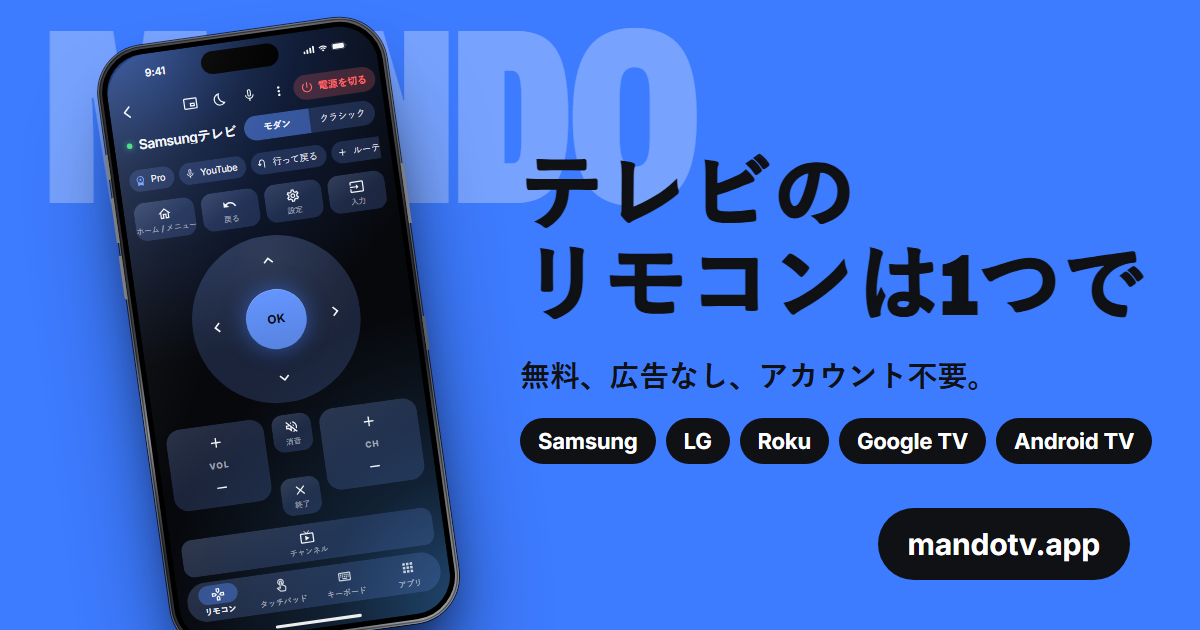 MANDO
9:41
電源を切る
Samsungテレビ
モダン
クラシック
Pro
YouTube
行って戻る
+ ルーテ
ホーム / メニュー
戻る
設定
入力
OK
+
VOL
−
消音
+
CH
−
終了
チャンネル
リモコン
タッチパッド
キーボード
アプリ
テレビの
リモコンは1つで
無料、広告なし、アカウント不要。
Samsung
LG
Roku
Google TV
Android TV
mandotv.app